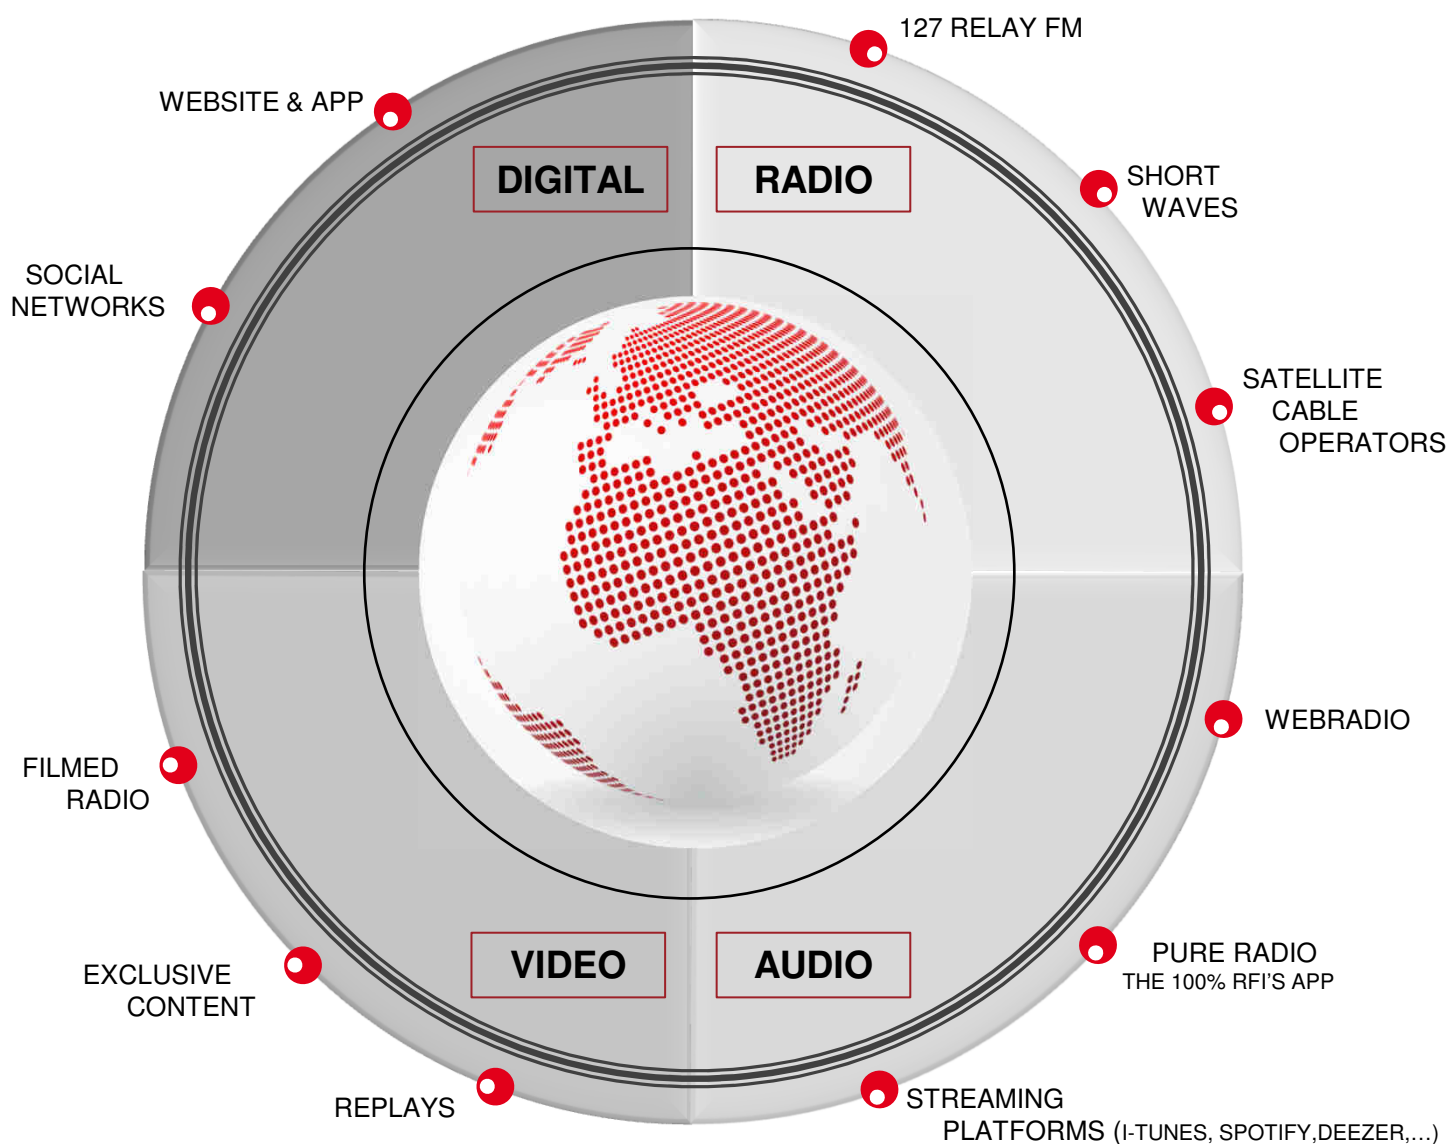 127 RELAY FM
WEBSITE & APP
DIGITAL
RADIO
SHORT
WAVES
SOCIAL
NETWORKS
SATELLITE
CABLE
OPERATORS
WEBRADIO
FILMED
RADIO
VIDEO
AUDIO
PURE RADIO
THE 100% RFI'S APP
EXCLUSIVE
CONTENT
REPLAYS
STREAMING
PLATFORMS (I-TUNES, SPOTIFY,DEEZER,...)